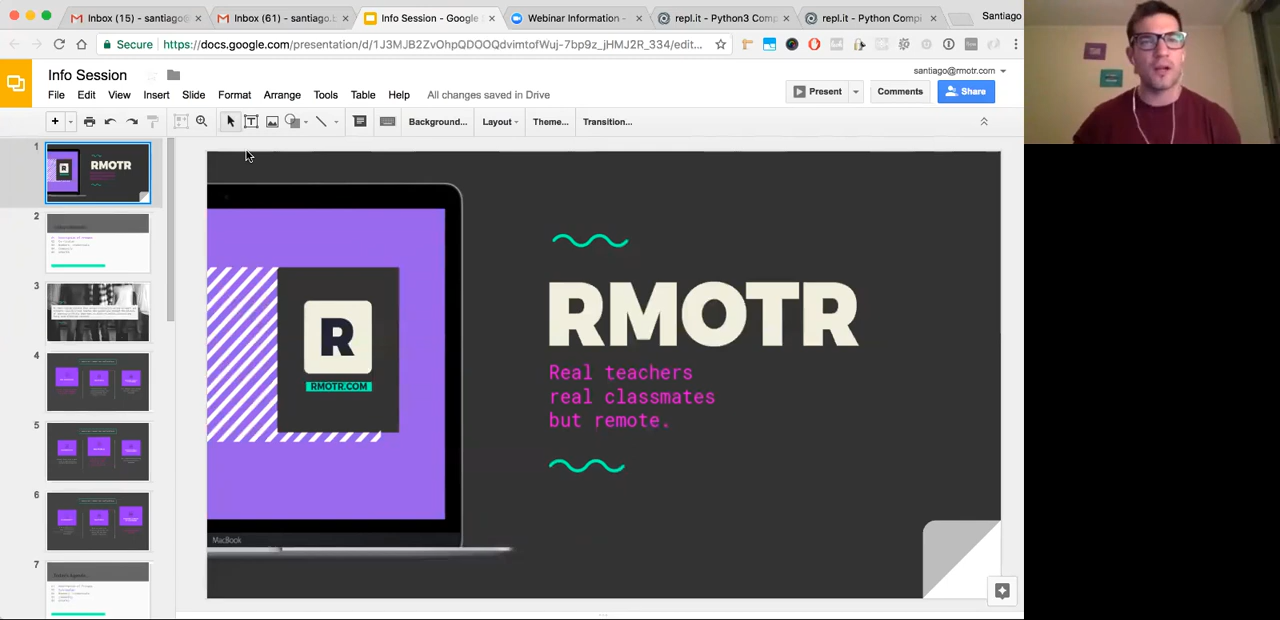 Inbox (15) - santiago@
Inbox (61) - santiago.b
Info Session - Google
Webinar Information -
repl.it - Python3 Comp
repl.it - Python Compi
Santiago
Secure
https://docs.google.com/presentation/d/1J3MJB2ZvOhpQDOOQdvimtofWuj-7bp9z_jHMJ2R_334/edit...
Info Session
santiago@rmotr.com
File Edit View Insert Slide Format Arrange Tools Table Help All changes saved in Drive
Present
Comments
Share
Background...
Layout
Theme...
Transition...
1
2
3
4
5
6
7
RMOTR
R
R
RMOTR.COM
MacBook
RMOTR
Real teachers
real classmates
but remote.